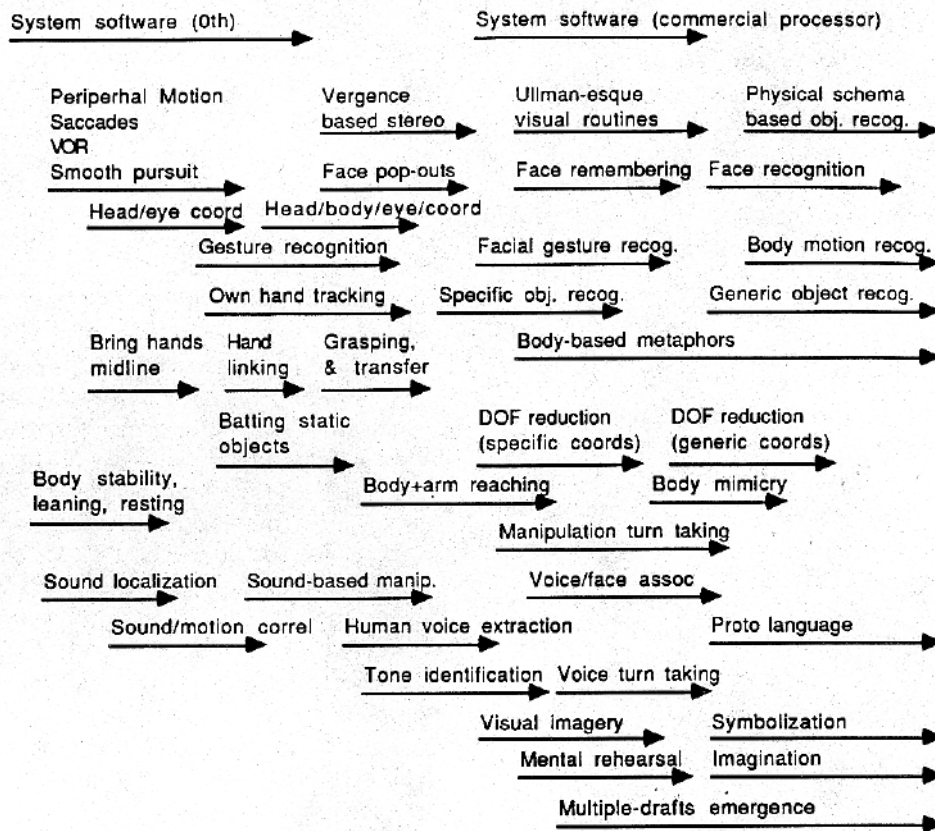 System software (0th)
System software (commercial processor)
Periperhal Motion
Saccades
VOR
Smooth pursuit
Vergence
based stereo
Ullman-esque
visual routines
Physical schema
based obj. recog.
Face pop-outs
Face remembering
Face recognition
Head/eye coord
Head/body/eye/coord
Gesture recognition
Facial gesture recog.
Body motion recog.
Own hand tracking
Specific obj. recog.
Generic object recog.
Bring hands
midline
Hand
linking
Grasping,
& transfer
Body-based metaphors
Batting static
objects
DOF reduction
(specific coords)
DOF reduction
(generic coords)
Body stability,
leaning, resting
Body+arm reaching
Body mimicry
Manipulation turn taking
Sound localization
Sound-based manip.
Voice/face assoc
Sound/motion correl
Human voice extraction
Proto language
Tone identification
Voice turn taking
Visual imagery
Symbolization
Mental rehearsal
Imagination
Multiple-drafts emergence